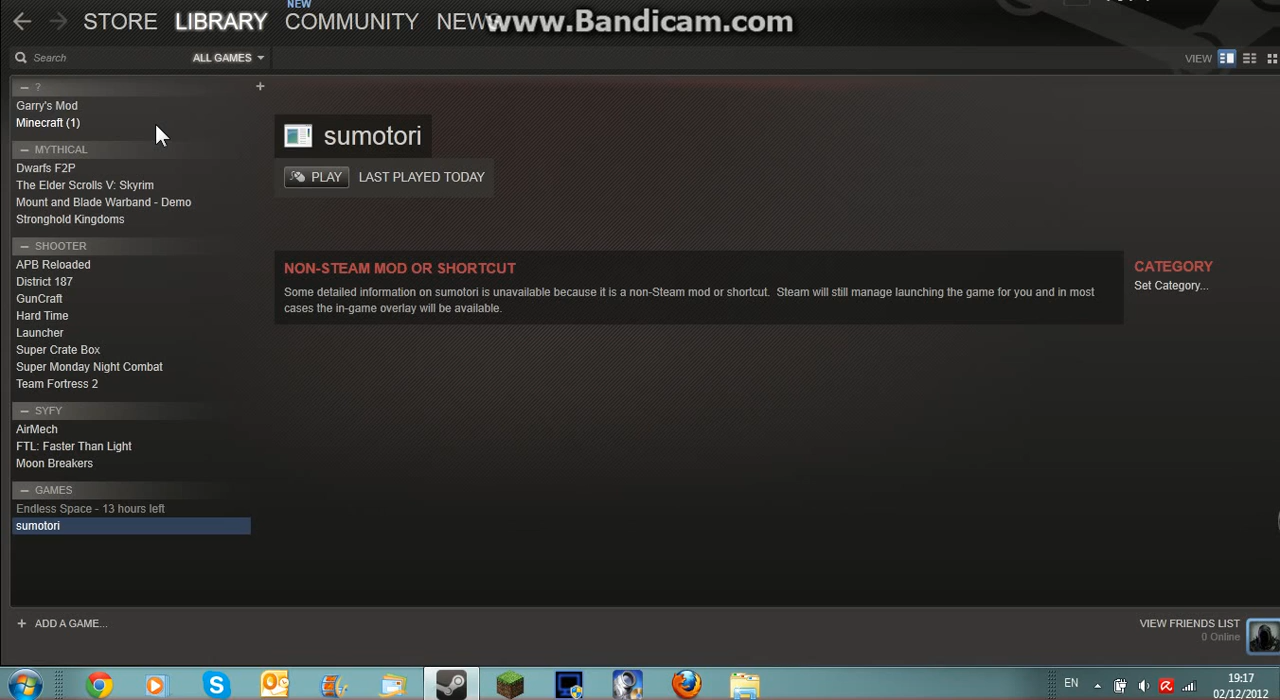 NEW
STORE LIBRARY COMMUNITY NEWS
www.Bandicam.com
Search ALL GAMES VIEW
– ?
Garry's Mod
Minecraft (1)
– MYTHICAL
Dwarfs F2P
The Elder Scrolls V: Skyrim
Mount and Blade Warband - Demo
Stronghold Kingdoms
– SHOOTER
APB Reloaded
District 187
GunCraft
Hard Time
Launcher
Super Crate Box
Super Monday Night Combat
Team Fortress 2
– SYFY
AirMech
FTL: Faster Than Light
Moon Breakers
– GAMES
Endless Space - 13 hours left
sumotori
sumotori
PLAY LAST PLAYED TODAY
NON-STEAM MOD OR SHORTCUT
Some detailed information on sumotori is unavailable because it is a non-Steam mod or shortcut. Steam will still manage launching the game for you and in most
cases the in-game overlay will be available.
CATEGORY
Set Category...
+ ADD A GAME...
VIEW FRIENDS LIST
0 Online
EN
19:17
02/12/2012